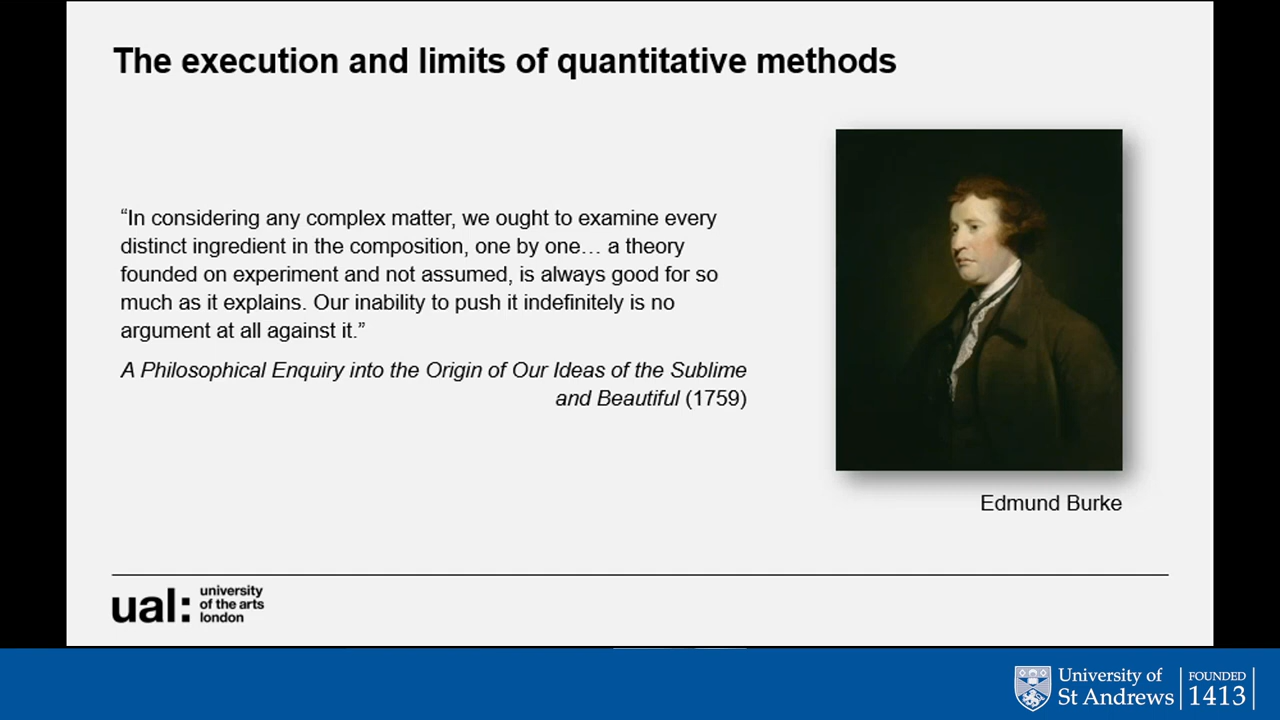 The execution and limits of quantitative methods
“In considering any complex matter, we ought to examine every
distinct ingredient in the composition, one by one… a theory
founded on experiment and not assumed, is always good for so
much as it explains. Our inability to push it indefinitely is no
argument at all against it.”
A Philosophical Enquiry into the Origin of Our Ideas of the Sublime
and Beautiful (1759)
Edmund Burke
ual:
university
of the arts
london
University of
St Andrews
FOUNDED
1413